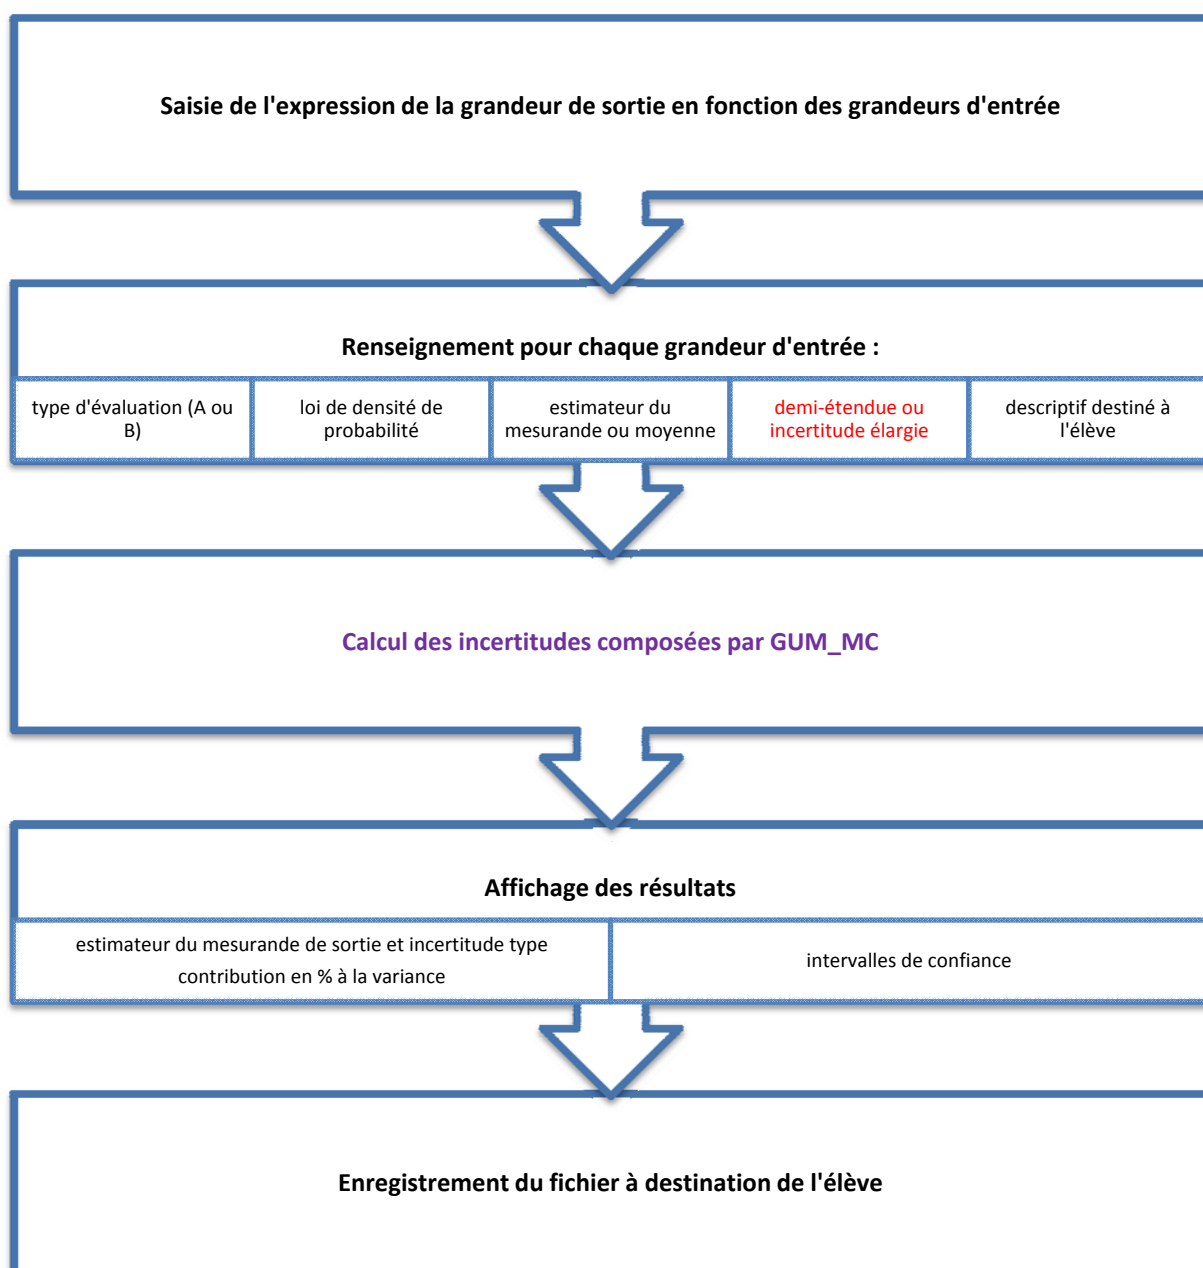 Saisie de l'expression de la grandeur de sortie en fonction des grandeurs d'entrée
Renseignement pour chaque grandeur d'entrée :
type d'évaluation (A ou
B)
loi de densité de
probabilité
estimateur du
mesurande ou moyenne
demi-étendue ou
incertitude élargie
descriptif destiné à
l'élève
Calcul des incertitudes composées par GUM_MC
Affichage des résultats
estimateur du mesurande de sortie et incertitude type
contribution en % à la variance
intervalles de confiance
Enregistrement du fichier à destination de l'élève